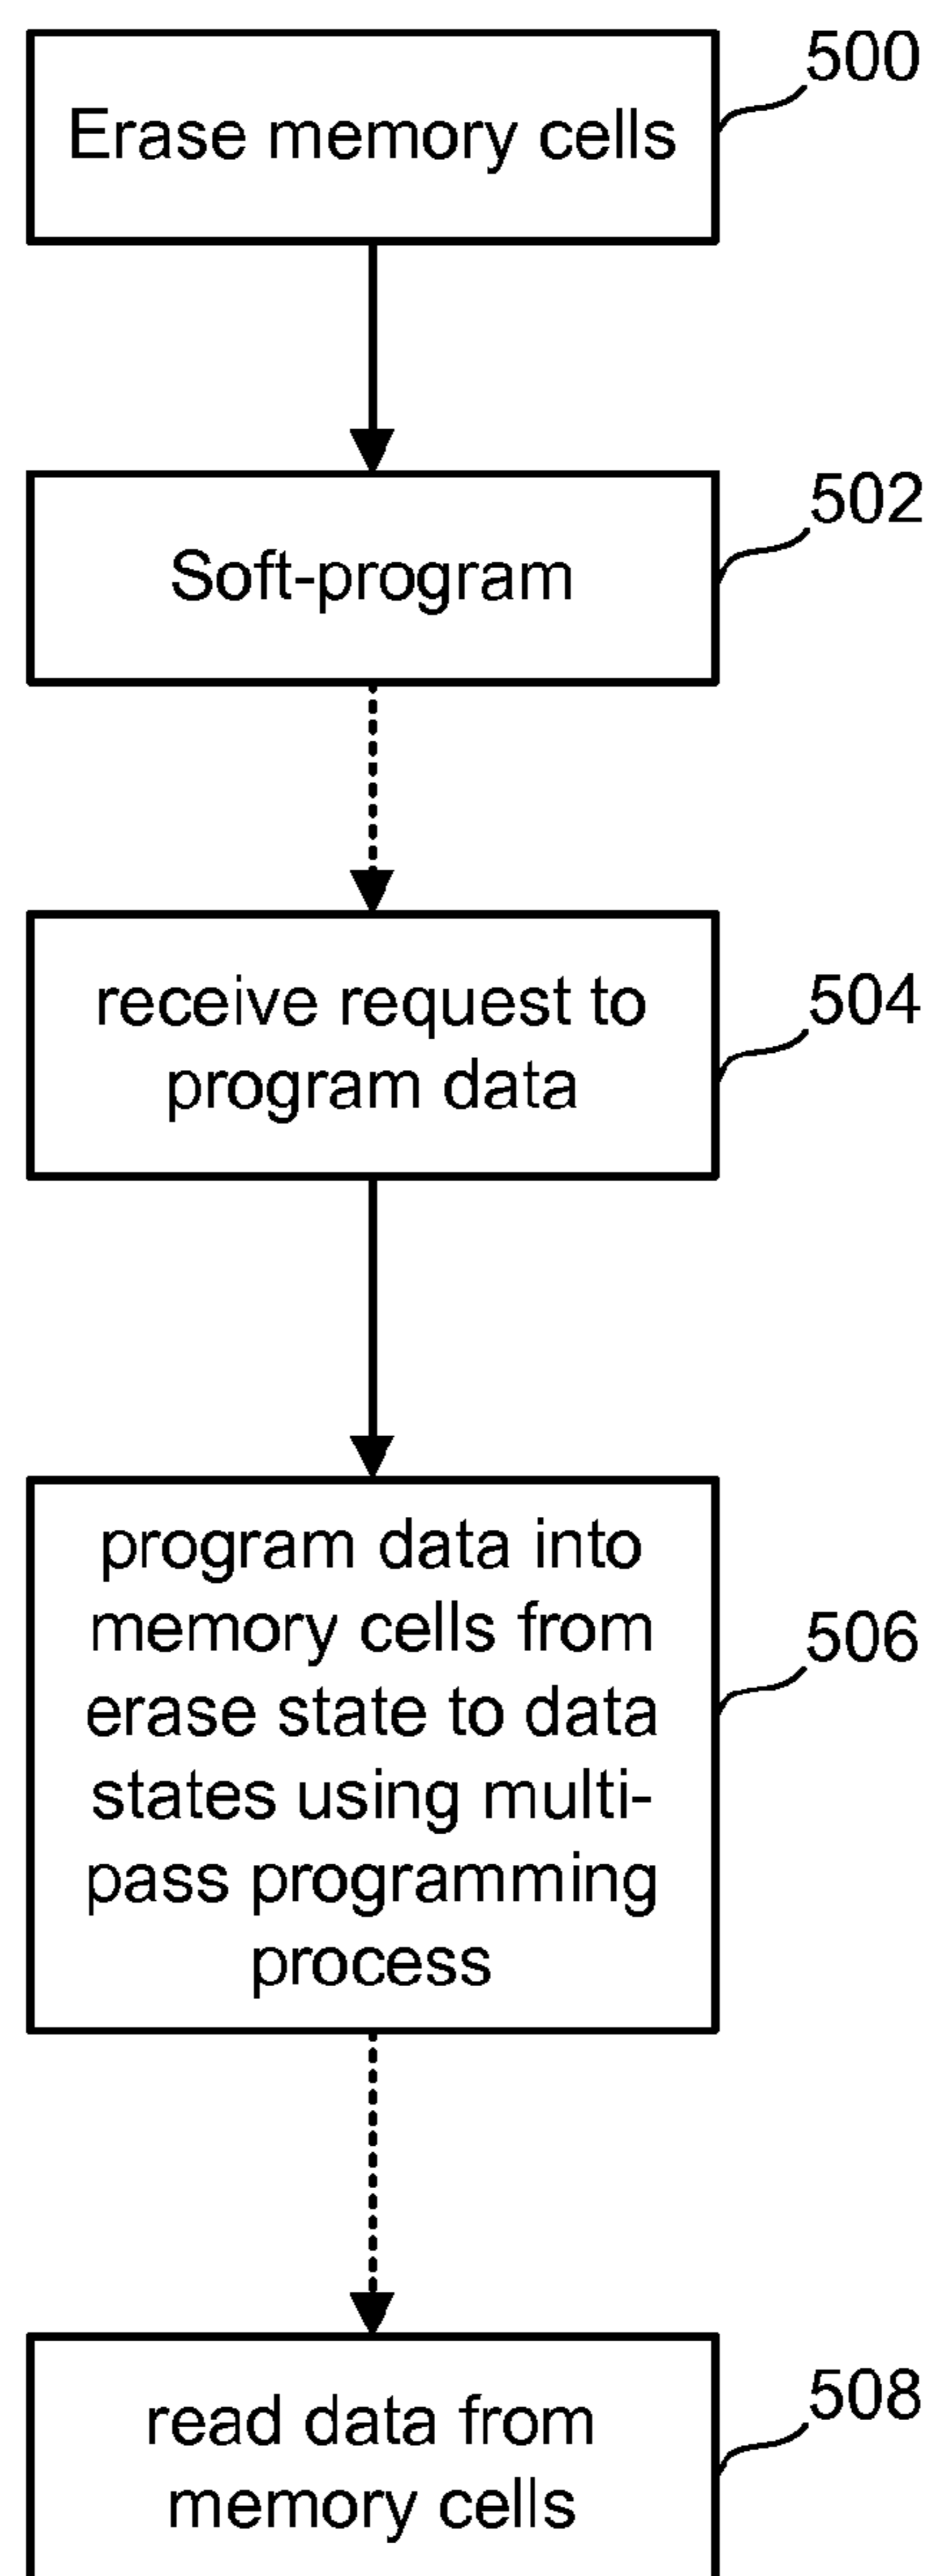 500
Erase memory cells
502
Soft-program
504
receive request to
program data
506
program data into
memory cells from
erase state to data
states using multi-
pass programming
process
508
read data from
memory cells